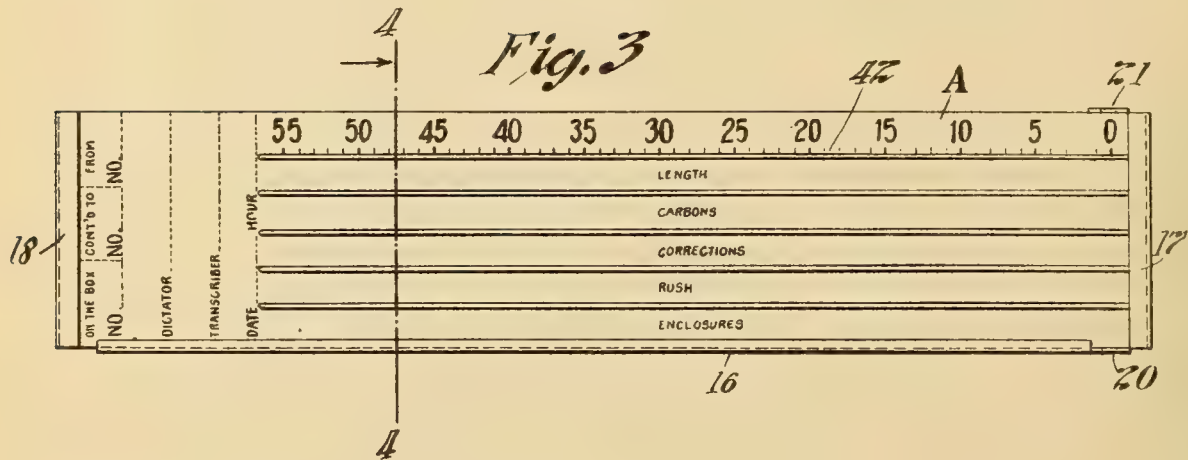 4
Fig. 3
42
A
21
55 50 45 40 35 30 25 20 15 10 5 0
LENGTH
CARBONS
CORRECTIONS
RUSH
ENCLOSURES
ON THE BOX CONT'D TO FROM
NO. NO. NO.
DICTATOR
TRANSCRIBER
DATE HOUR
18
17
16
20
4